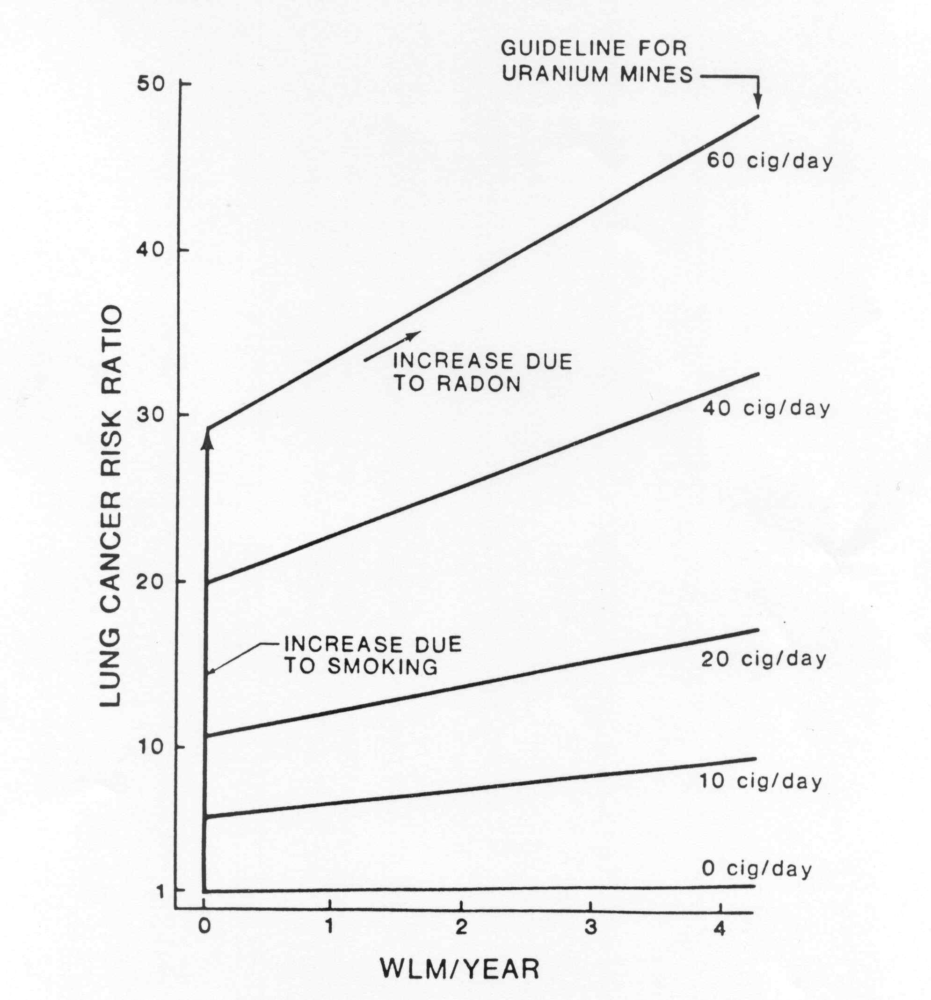 GUIDELINE FOR
URANIUM MINES
50
40
30
20
10
1
LUNG CANCER RISK RATIO
60 cig/day
INCREASE DUE
TO RADON
40 cig/day
INCREASE DUE
TO SMOKING
20 cig/day
10 cig/day
0 cig/day
0 1 2 3 4
WLM/YEAR